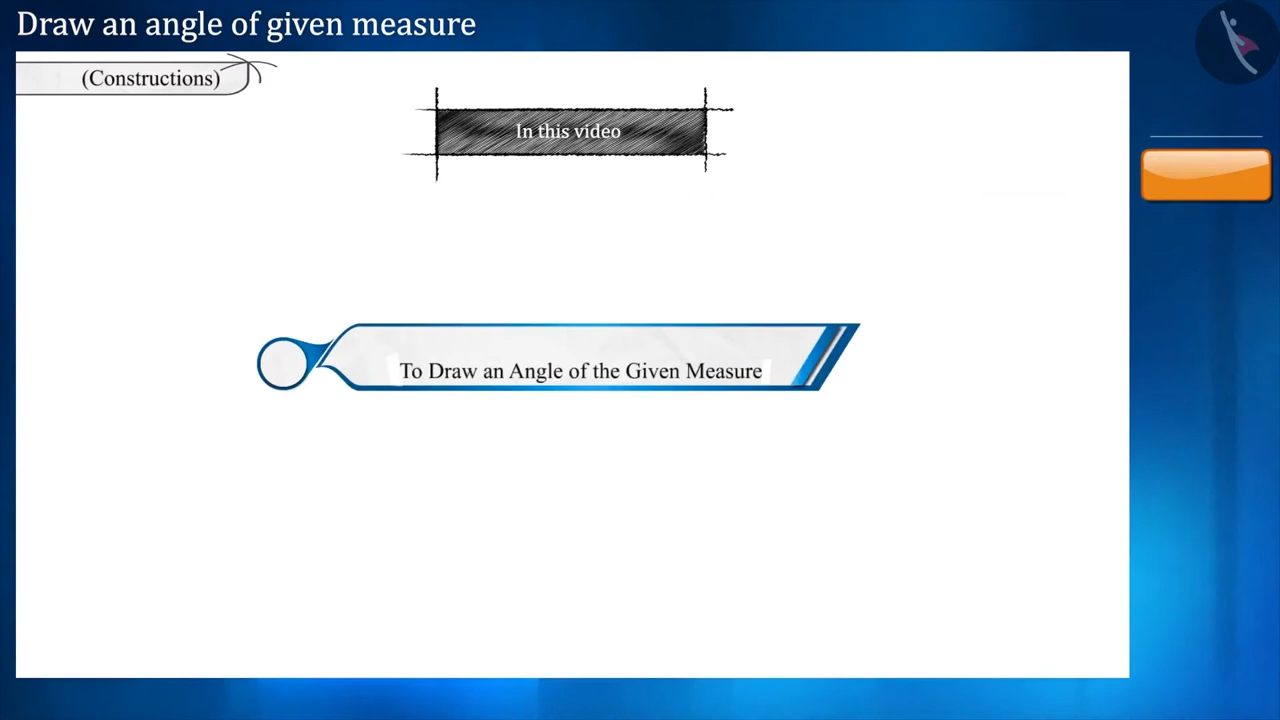 Draw an angle of given measure
(Constructions)
In this video
To Draw an Angle of the Given Measure